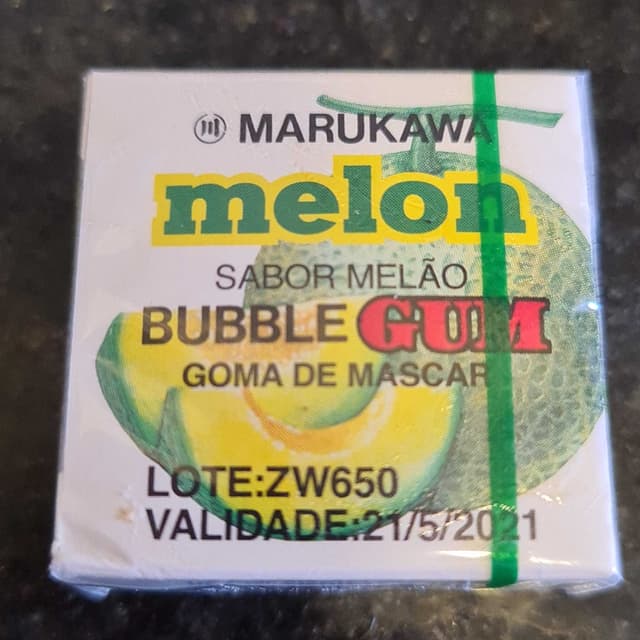 MARUKAWA
melon
SABOR MELÃO
BUBBLE GUM
GOMA DE MASCAR
LOTE:ZW650
VALIDADE:21/5/2021